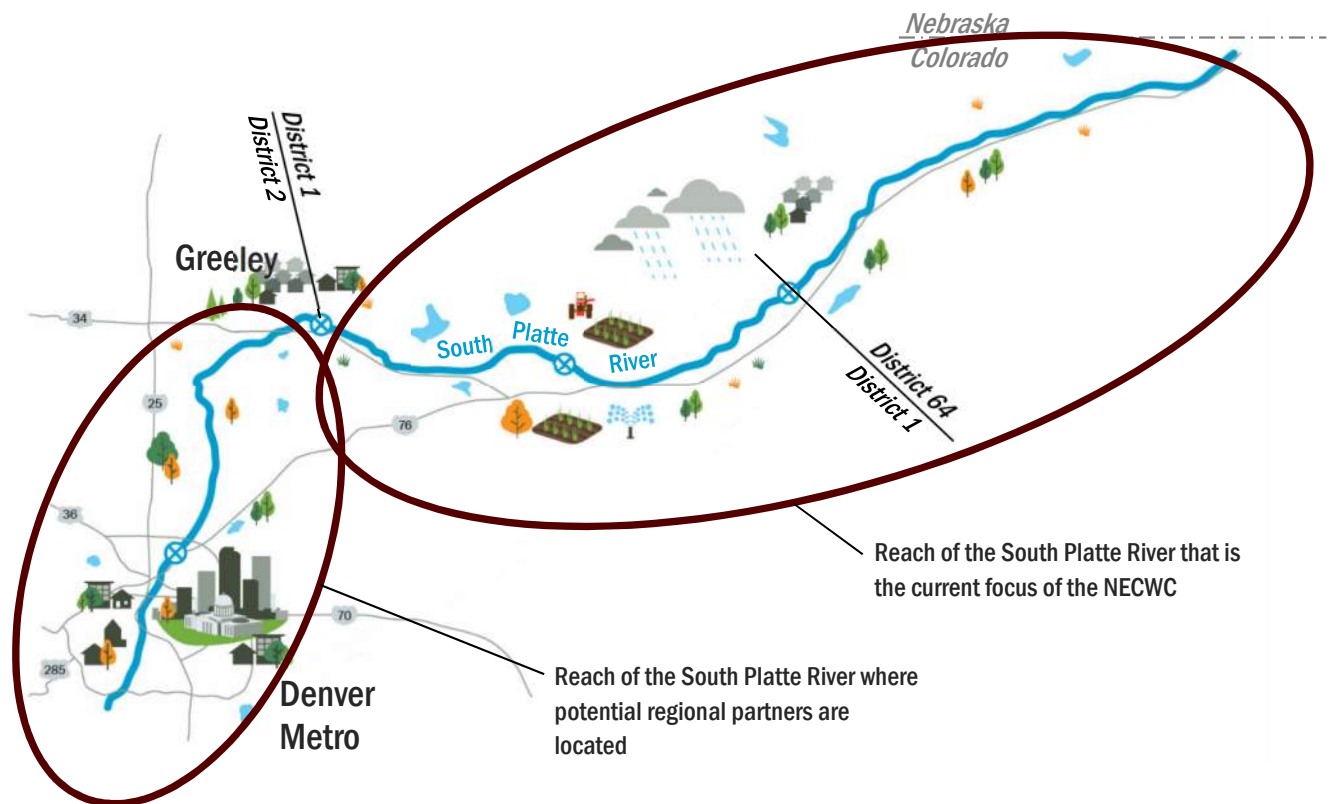 Nebraska
Colorado
District 1
District 2
Greeley
34
South Platte River
25
76
District 64
District 1
36
Reach of the South Platte River that is
the current focus of the NECWC
70
285
Reach of the South Platte River where
potential regional partners are
located
Denver
Metro